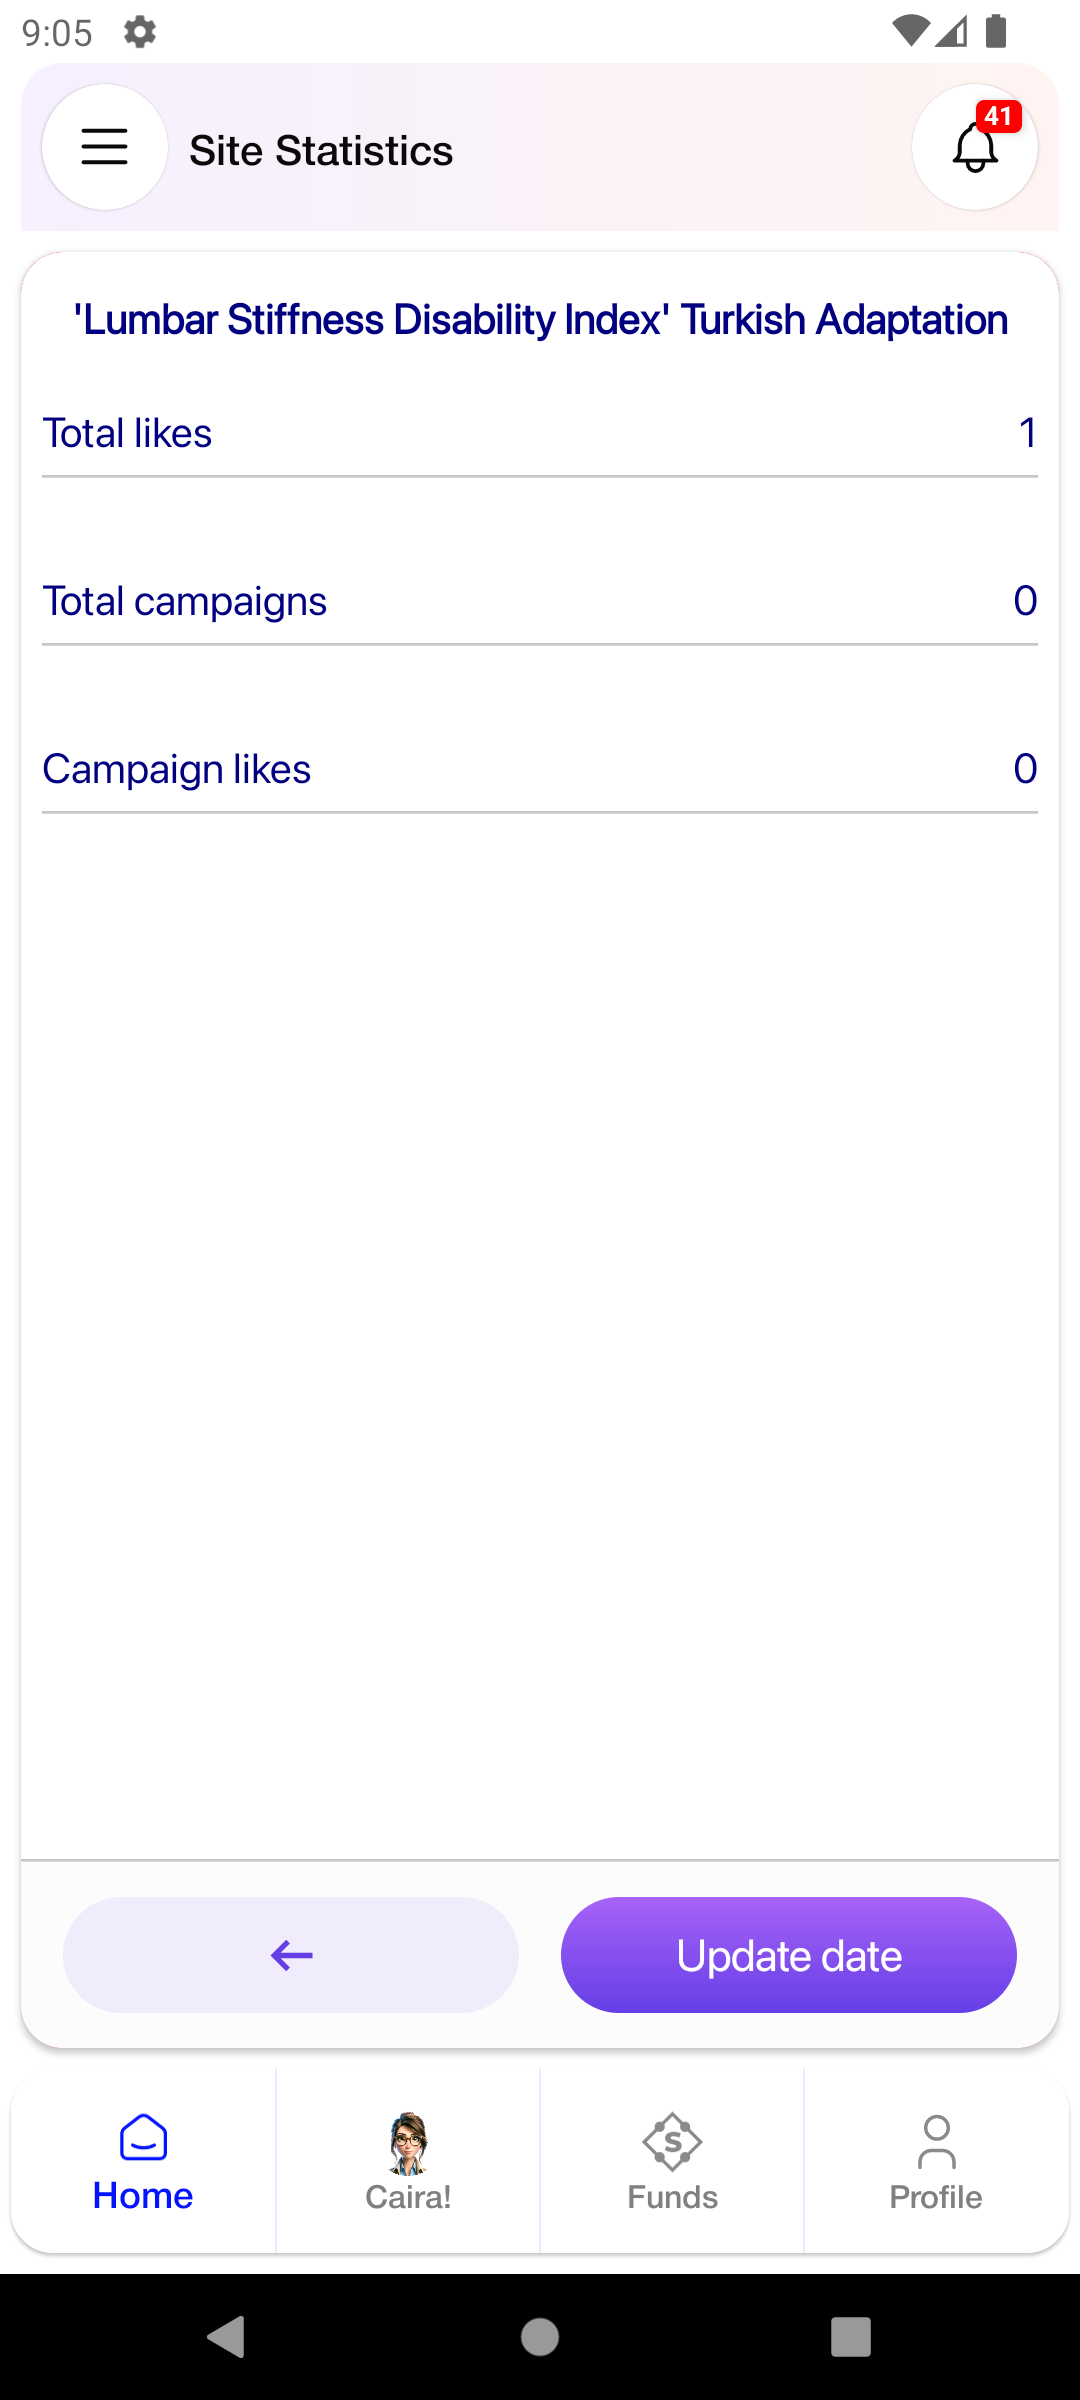 9:05
41
Site Statistics
'Lumbar Stiffness Disability Index' Turkish Adaptation
Total likes 1
Total campaigns 0
Campaign likes 0
Update date
Home
Caira!
Funds
Profile